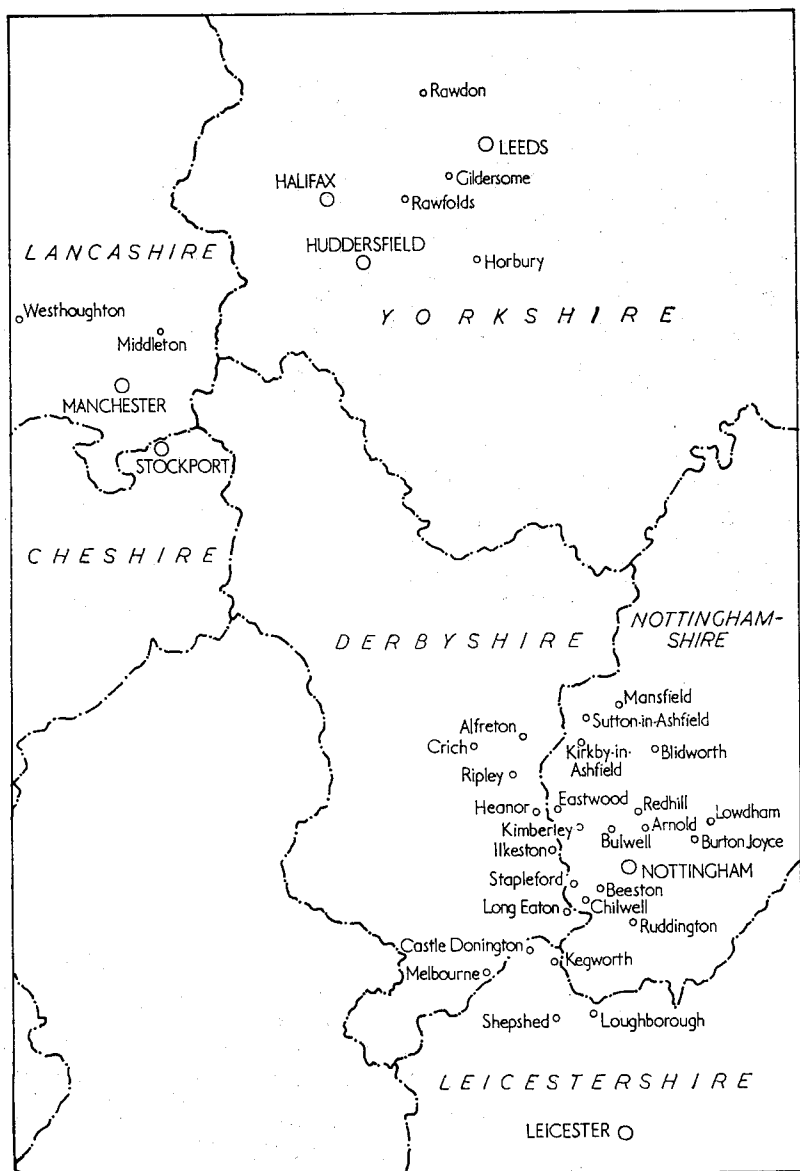 Rawdon
LEEDS
Gildersome
HALIFAX
Rawfolds
HUDDERSFIELD
LANCASHIRE
Horbury
Westhoughton
YORKSHIRE
Middleton
MANCHESTER
STOCKPORT
CHESHIRE
DERBYSHIRE
NOTTINGHAM-
SHIRE
Mansfield
Sutton-in-Ashfield
Alfreton
Crich
Kirkby-in-
Ashfield
Blidworth
Ripley
Heanor
Eastwood
Redhill
Lowdham
Kimberley
Bulwell
Arnold
Burton Joyce
Ilkeston
NOTTINGHAM
Stapleford
Beeston
Long Eaton
Chilwell
Ruddington
Castle Donington
Kegworth
Melbourne
Shepshed
Loughborough
LEICESTERSHIRE
LEICESTER